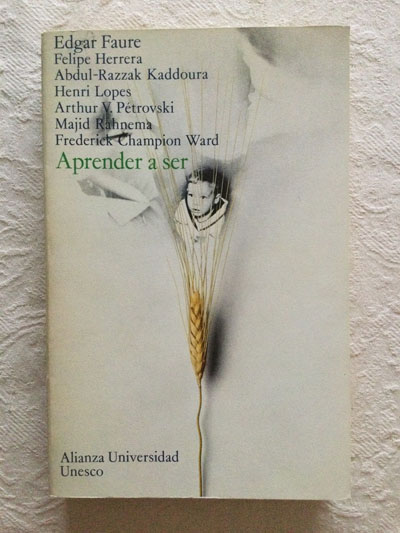 Edgar Faure
Felipe Herrera
Abdul-Razzak Kaddoura
Henri Lopes
Arthur V. Pétrovski
Majid Rahnema
Frederick Champion Ward
Aprender a ser
Alianza Universidad
Unesco